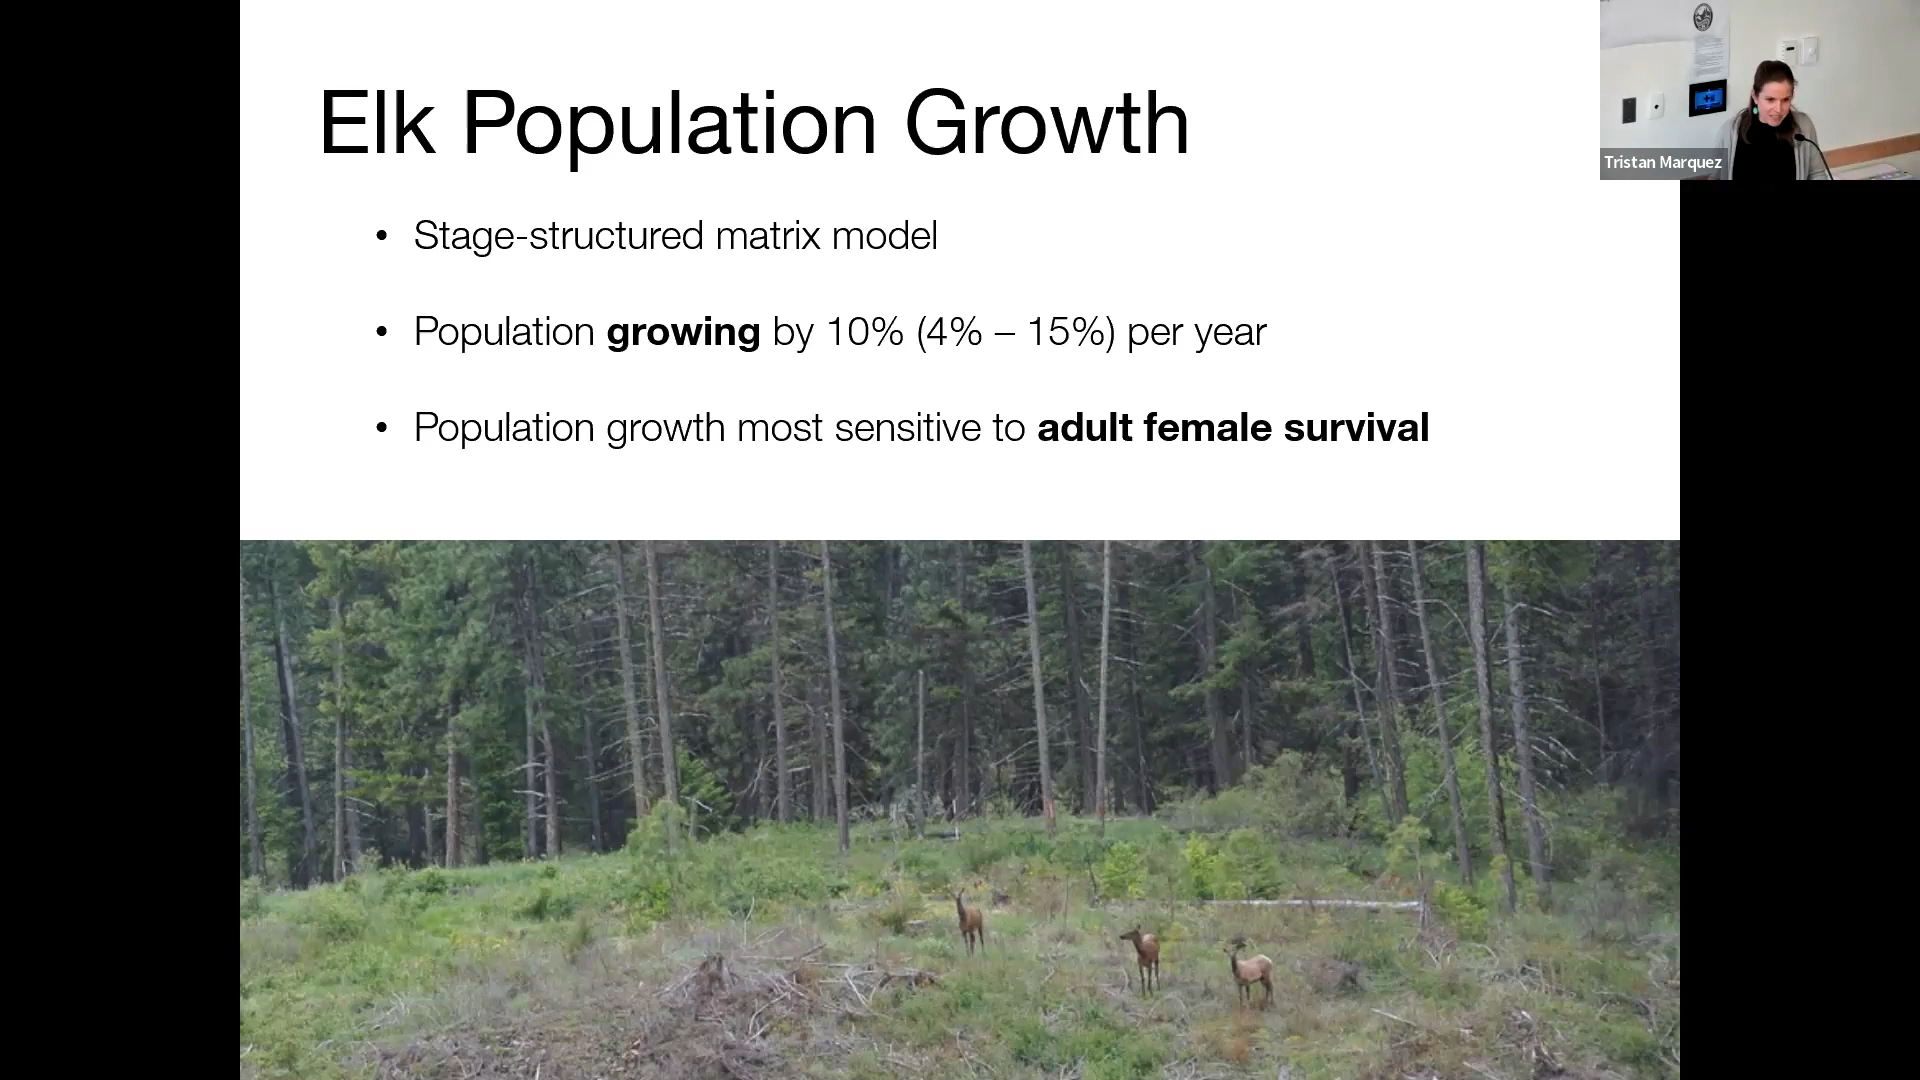 Elk Population Growth
• Stage-structured matrix model
• Population growing by 10% (4% – 15%) per year
• Population growth most sensitive to adult female survival
Tristan Marquez